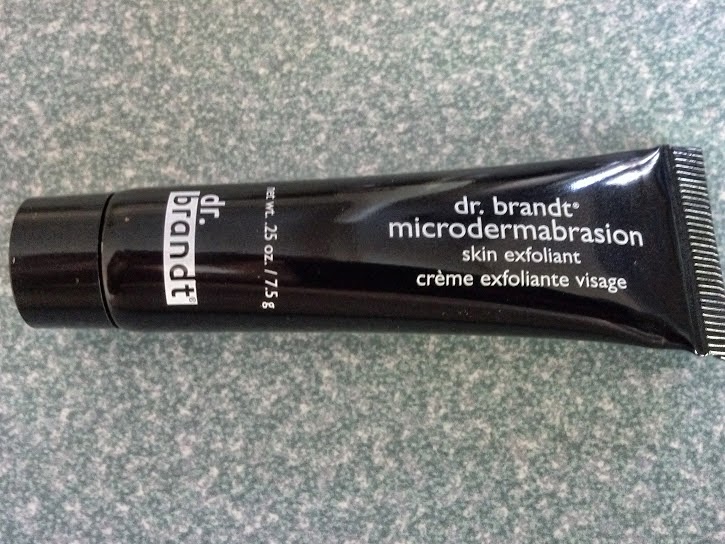 dr. brandt®
microdermabrasion
skin exfoliant
crème exfoliante visage
dr.
brandt®
net wt. .25 oz. / 7.5 g